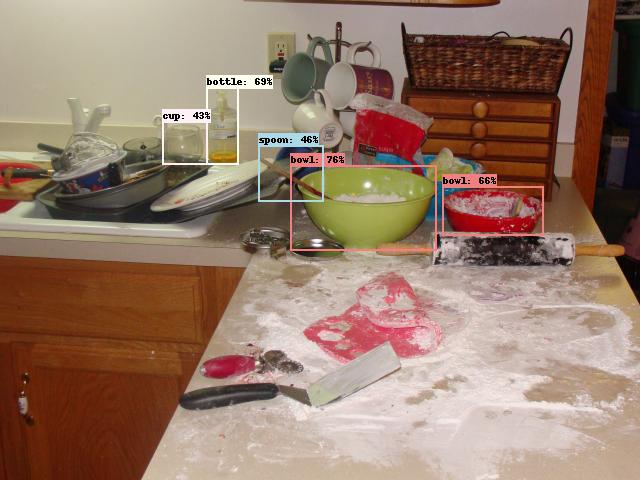 bottle: 69%
cup: 43%
spoon: 46%
bowl: 76%
bowl: 66%